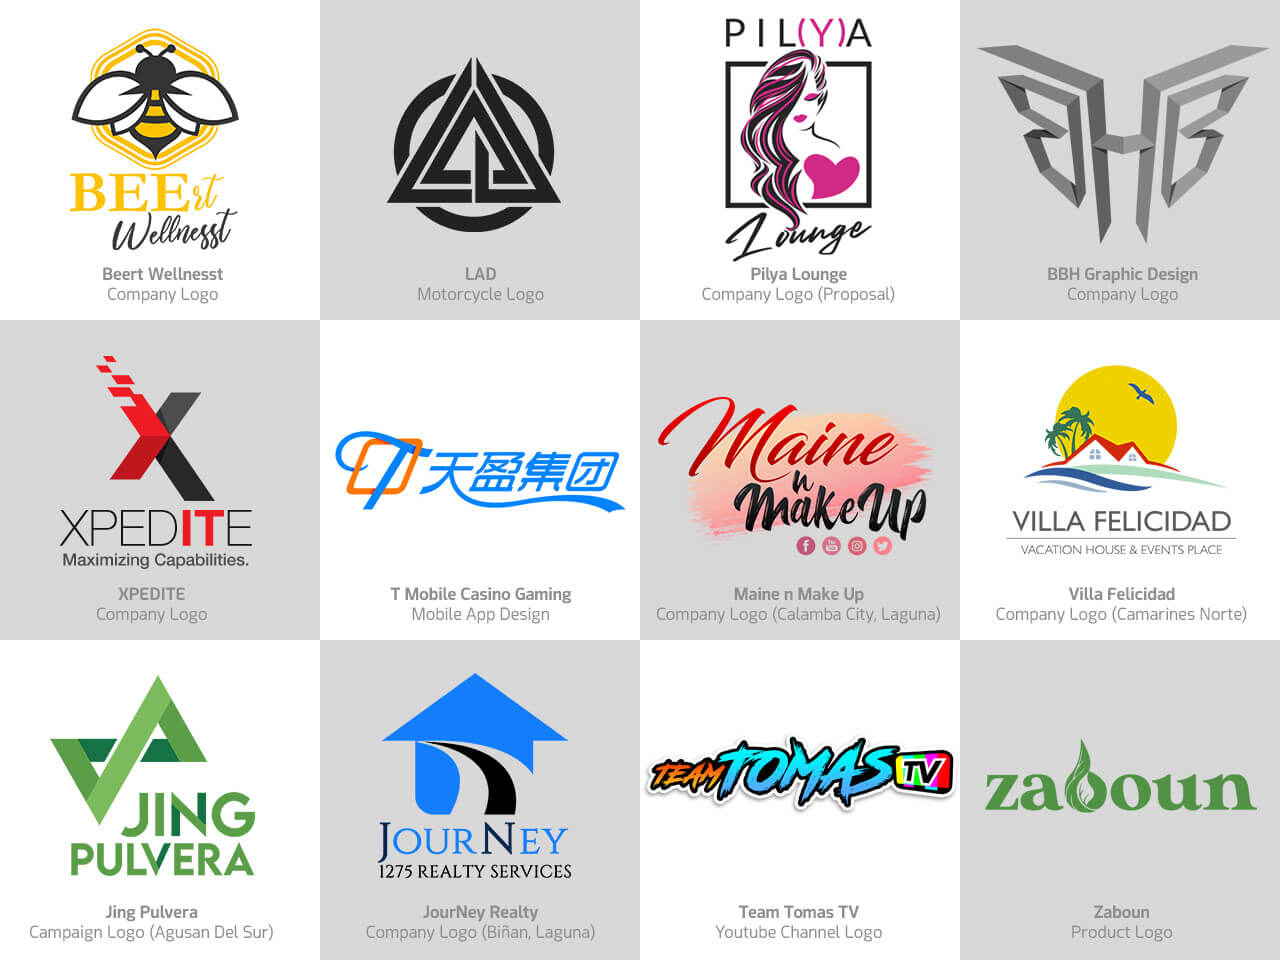 BEErt
Wellnesst
Beert Wellnesst
Company Logo
LAD
Motorcycle Logo
PIL(Y)A
Lounge
Pilya Lounge
Company Logo (Proposal)
BBH Graphic Design
Company Logo
XPEDITE
Maximizing Capabilities.
XPEDITE
Company Logo
T天盈集团
T Mobile Casino Gaming
Mobile App Design
Maine
n
MakeUp
Maine n Make Up
Company Logo (Calamba City, Laguna)
VILLA FELICIDAD
VACATION HOUSE & EVENTS PLACE
Villa Felicidad
Company Logo (Camarines Norte)
JING
PULVERA
Jing Pulvera
Campaign Logo (Agusan Del Sur)
JOURNEY
1275 REALTY SERVICES
JourNey Realty
Company Logo (Biñan, Laguna)
TEAM TOMAS TV
Team Tomas TV
Youtube Channel Logo
zaboun
Zaboun
Product Logo